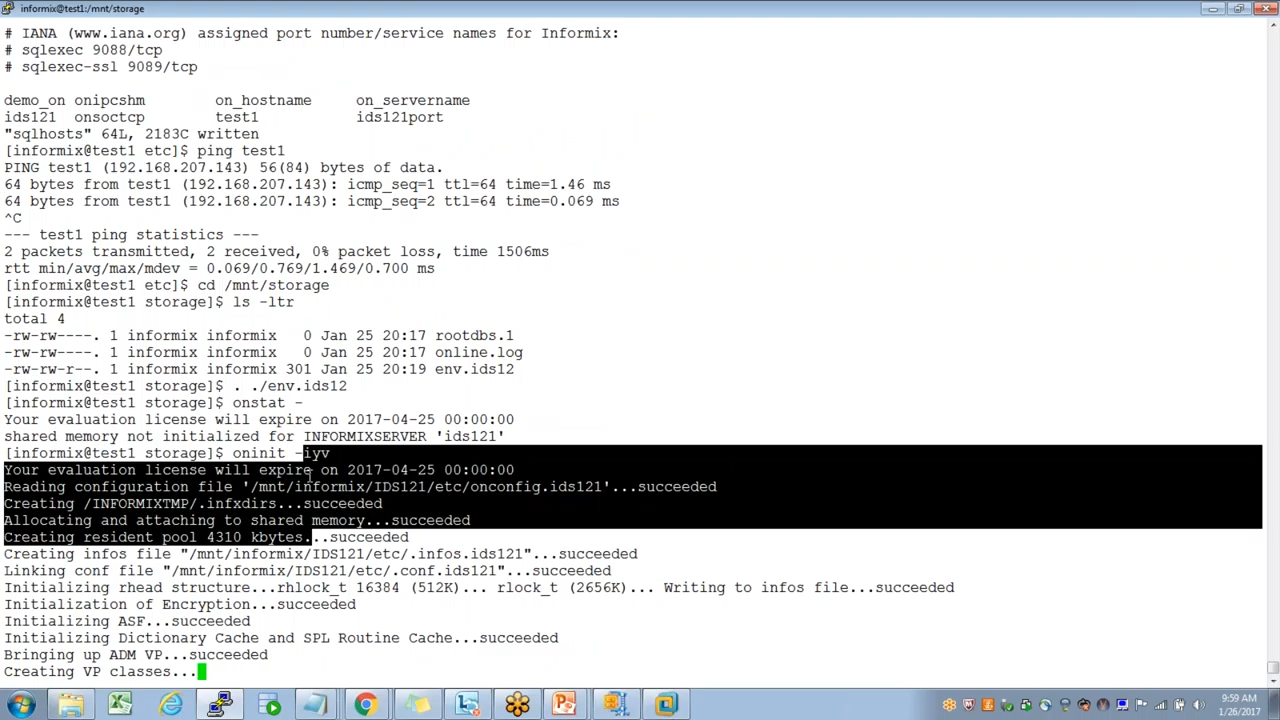 informix@test1:/mnt/storage
# IANA (www.iana.org) assigned port number/service names for Informix:
# sqlexec 9088/tcp
# sqlexec-ssl 9089/tcp
demo_on onipcshm on_hostname on_servername
ids121 onsoctcp test1 ids121port
"sqlhosts" 64L, 2183C written
[informix@test1 etc]$ ping test1
PING test1 (192.168.207.143) 56(84) bytes of data.
64 bytes from test1 (192.168.207.143): icmp_seq=1 ttl=64 time=1.46 ms
64 bytes from test1 (192.168.207.143): icmp_seq=2 ttl=64 time=0.069 ms
^C
--- test1 ping statistics ---
2 packets transmitted, 2 received, 0% packet loss, time 1506ms
rtt min/avg/max/mdev = 0.069/0.769/1.469/0.700 ms
[informix@test1 etc]$ cd /mnt/storage
[informix@test1 storage]$ ls -ltr
total 4
-rw-rw----. 1 informix informix 0 Jan 25 20:17 rootdbs.1
-rw-rw----. 1 informix informix 0 Jan 25 20:17 online.log
-rw-rw-r--. 1 informix informix 301 Jan 25 20:19 env.ids12
[informix@test1 storage]$ . ./env.ids12
[informix@test1 storage]$ onstat -
Your evaluation license will expire on 2017-04-25 00:00:00
shared memory not initialized for INFORMIXSERVER 'ids121'
[informix@test1 storage]$ oninit -iyv
Your evaluation license will expire on 2017-04-25 00:00:00
Reading configuration file '/mnt/informix/IDS121/etc/onconfig.ids121'...succeeded
Creating /INFORMIXTMP/.infxdirs...succeeded
Allocating and attaching to shared memory...succeeded
Creating resident pool 4310 kbytes...succeeded
Creating infos file "/mnt/informix/IDS121/etc/.infos.ids121"...succeeded
Linking conf file "/mnt/informix/IDS121/etc/.conf.ids121"...succeeded
Initializing rhead structure...rhlock_t 16384 (512K)... rlock_t (2656K)... Writing to infos file...succeeded
Initialization of Encryption...succeeded
Initializing ASF...succeeded
Initializing Dictionary Cache and SPL Routine Cache...succeeded
Bringing up ADM VP...succeeded
Creating VP classes...
9:59 AM
1/26/2017